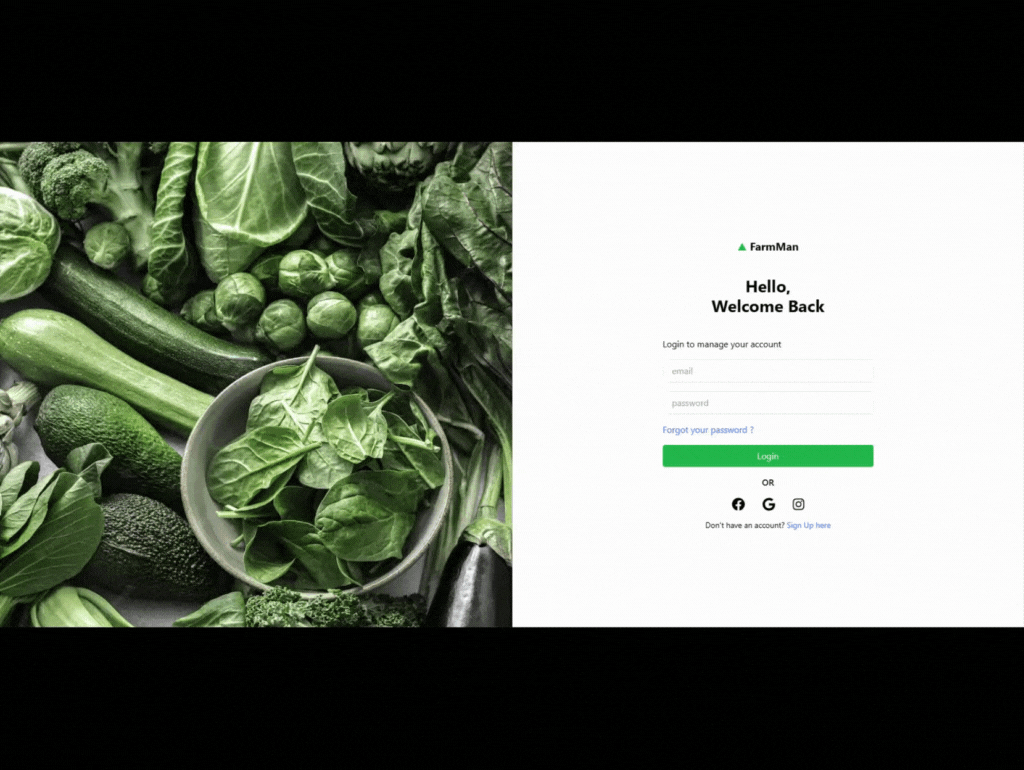 FarmMan
Hello,
Welcome Back
Login to manage your account
email
password
Forgot your password ?
Login
OR
Don't have an account? Sign Up here